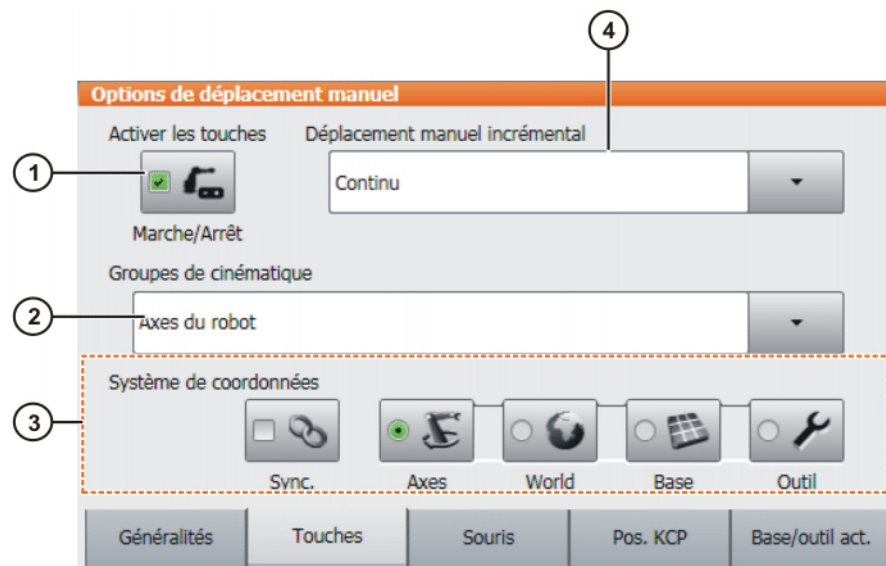 4
Options de déplacement manuel
Activer les touches Déplacement manuel incrémental
1
Continu
Marche/Arrêt
Groupes de cinématique
2
Axes du robot
Système de coordonnées
3
Sync. Axes World Base Outil
Généralités Touches Souris Pos. KCP Base/outil act.